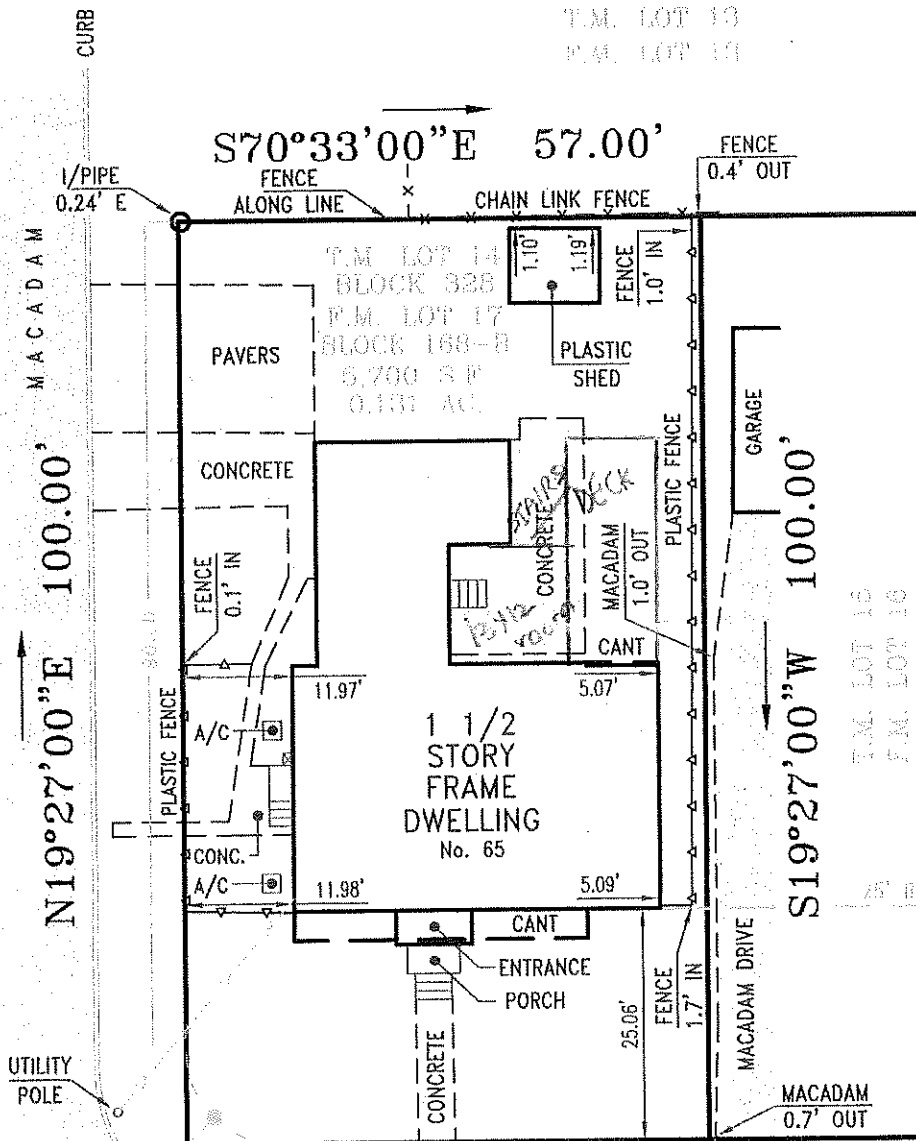 T.M. LOT 13
F.M. LOT 13
CURB
S70°33'00"E 57.00'
I/PIPE
0.24' E
FENCE
ALONG LINE
CHAIN LINK FENCE
FENCE
0.4' OUT
MACADAM
T.M. LOT 14
BLOCK 328
F.M. LOT 17
BLOCK 168-B
5,700 S.F.
0.131 AC.
1.10'
1.19'
FENCE
1.0' IN
PLASTIC
SHED
PAVERS
GARAGE
CONCRETE
N19°27'00"E 100.00'
STAIRS
DECK
CONCRETE
PLASTIC FENCE
MACADAM
1.0' OUT
S19°27'00"W 100.00'
FENCE
0.1' IN
12x12
CANT
11.97'
5.07'
PLASTIC FENCE
A/C
1 1/2
STORY
FRAME
DWELLING
No. 65
CONC.
A/C
11.98'
5.09'
CANT
ENTRANCE
PORCH
FENCE
1.7' IN
25.06'
MACADAM DRIVE
CONCRETE
UTILITY
POLE
MACADAM
0.7' OUT